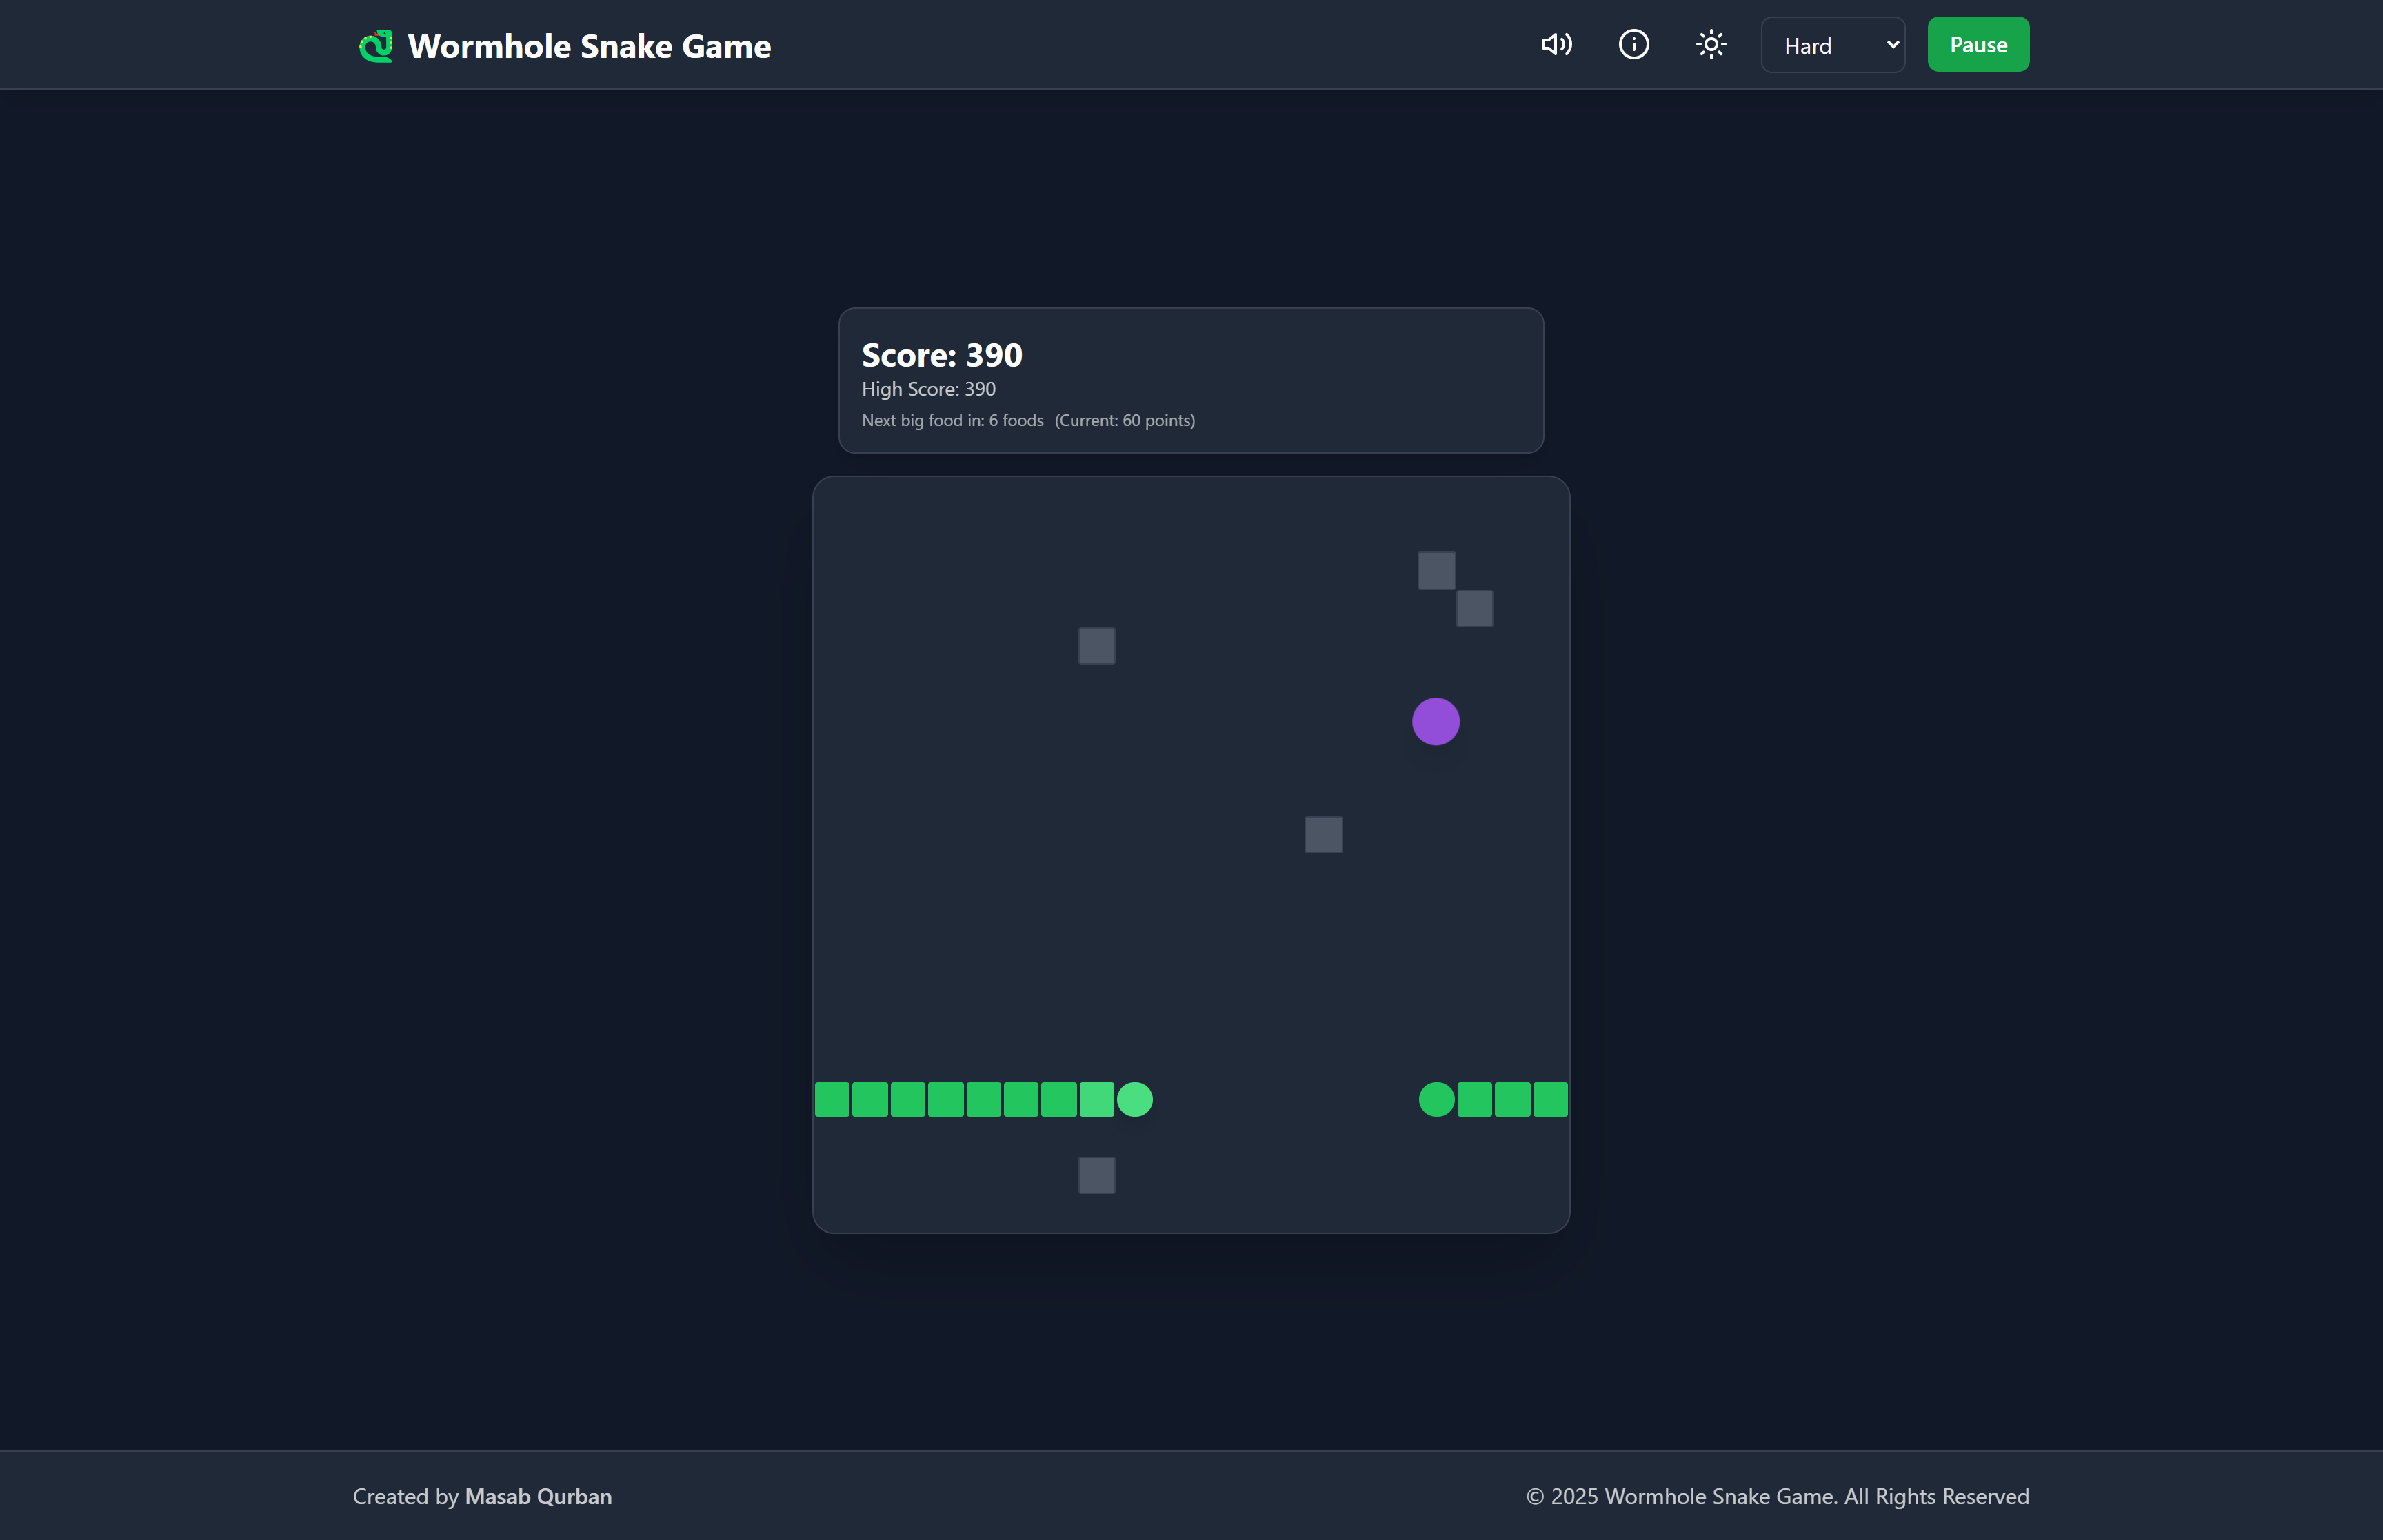 Wormhole Snake Game
Hard
Pause
Score: 390
High Score: 390
Next big food in: 6 foods (Current: 60 points)
Created by Masab Qurban
© 2025 Wormhole Snake Game. All Rights Reserved